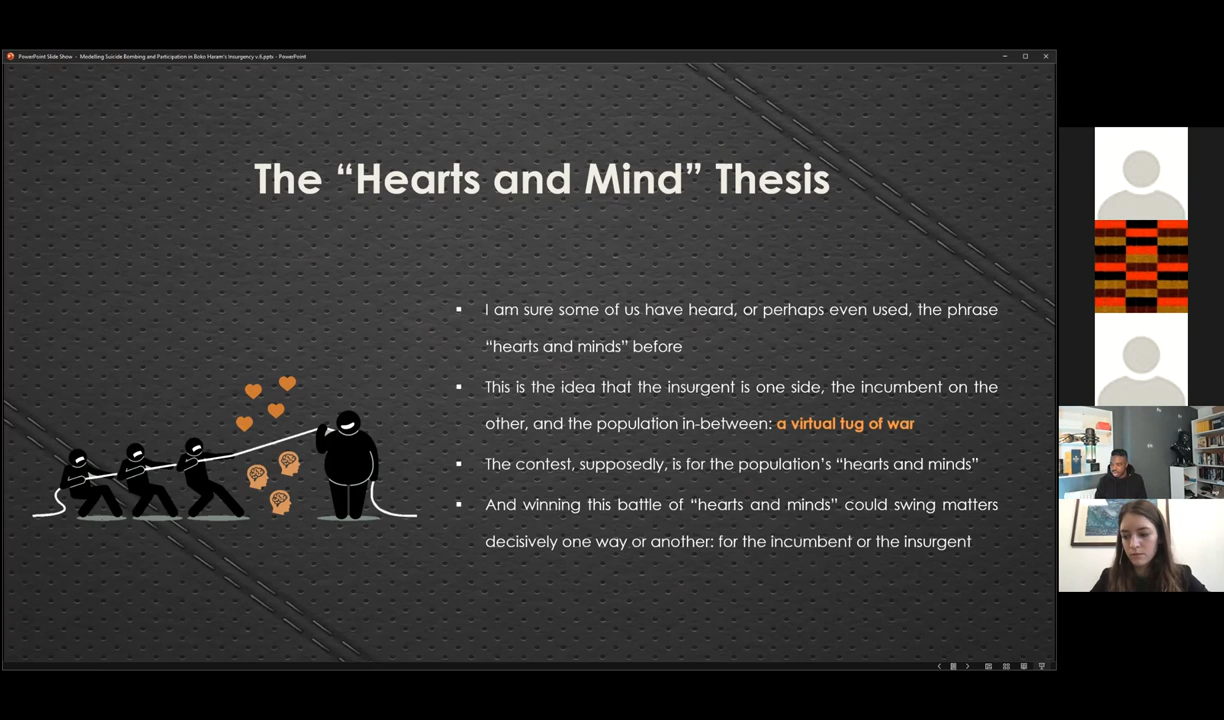 PowerPoint Slide Show - Modelling Suicide Bombing and Participation in Boko Haram's Insurgency v.6.pptx - PowerPoint
The “Hearts and Mind” Thesis
▪ I am sure some of us have heard, or perhaps even used, the phrase
“hearts and minds” before
▪ This is the idea that the insurgent is one side, the incumbent on the
other, and the population in-between: a virtual tug of war
▪ The contest, supposedly, is for the population’s “hearts and minds”
▪ And winning this battle of “hearts and minds” could swing matters
decisively one way or another: for the incumbent or the insurgent